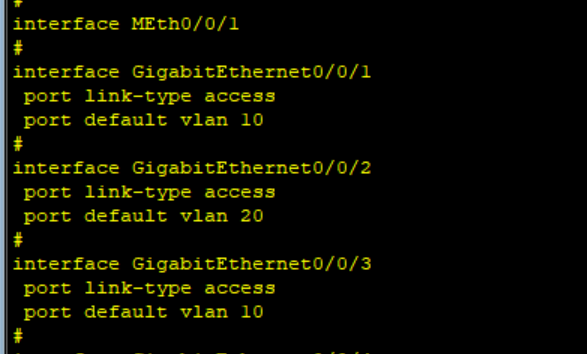 #
interface MEth0/0/1
#
interface GigabitEthernet0/0/1
 port link-type access
 port default vlan 10
#
interface GigabitEthernet0/0/2
 port link-type access
 port default vlan 20
#
interface GigabitEthernet0/0/3
 port link-type access
 port default vlan 10
#